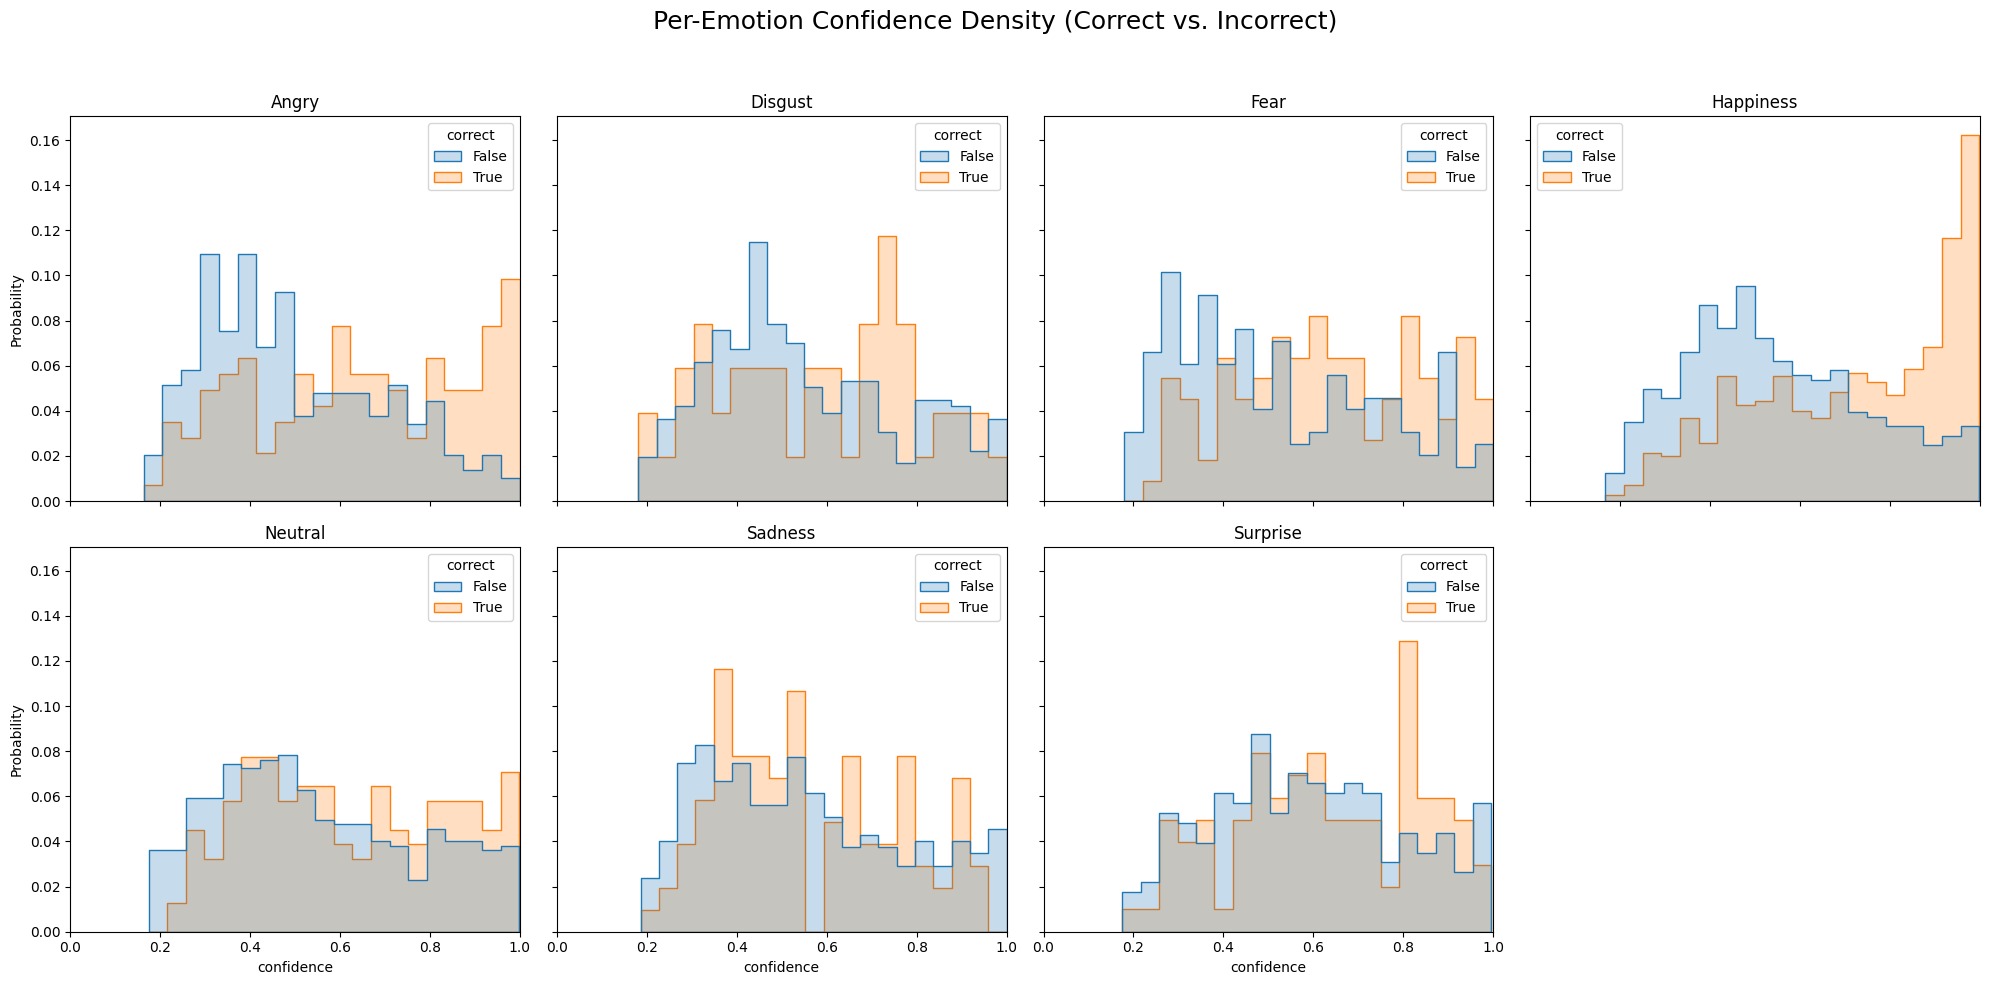 Per-Emotion Confidence Density (Correct vs. Incorrect)
Angry
Disgust
Fear
Happiness
0.16
0.14
0.12
0.10
0.08
0.06
0.04
0.02
0.00
Probability
correct
False
True
correct
False
True
correct
False
True
correct
False
True
Neutral
Sadness
Surprise
0.16
0.14
0.12
0.10
0.08
0.06
0.04
0.02
0.00
Probability
correct
False
True
correct
False
True
correct
False
True
0.0 0.2 0.4 0.6 0.8 1.0
0.0 0.2 0.4 0.6 0.8 1.0
0.0 0.2 0.4 0.6 0.8 1.0
confidence
confidence
confidence